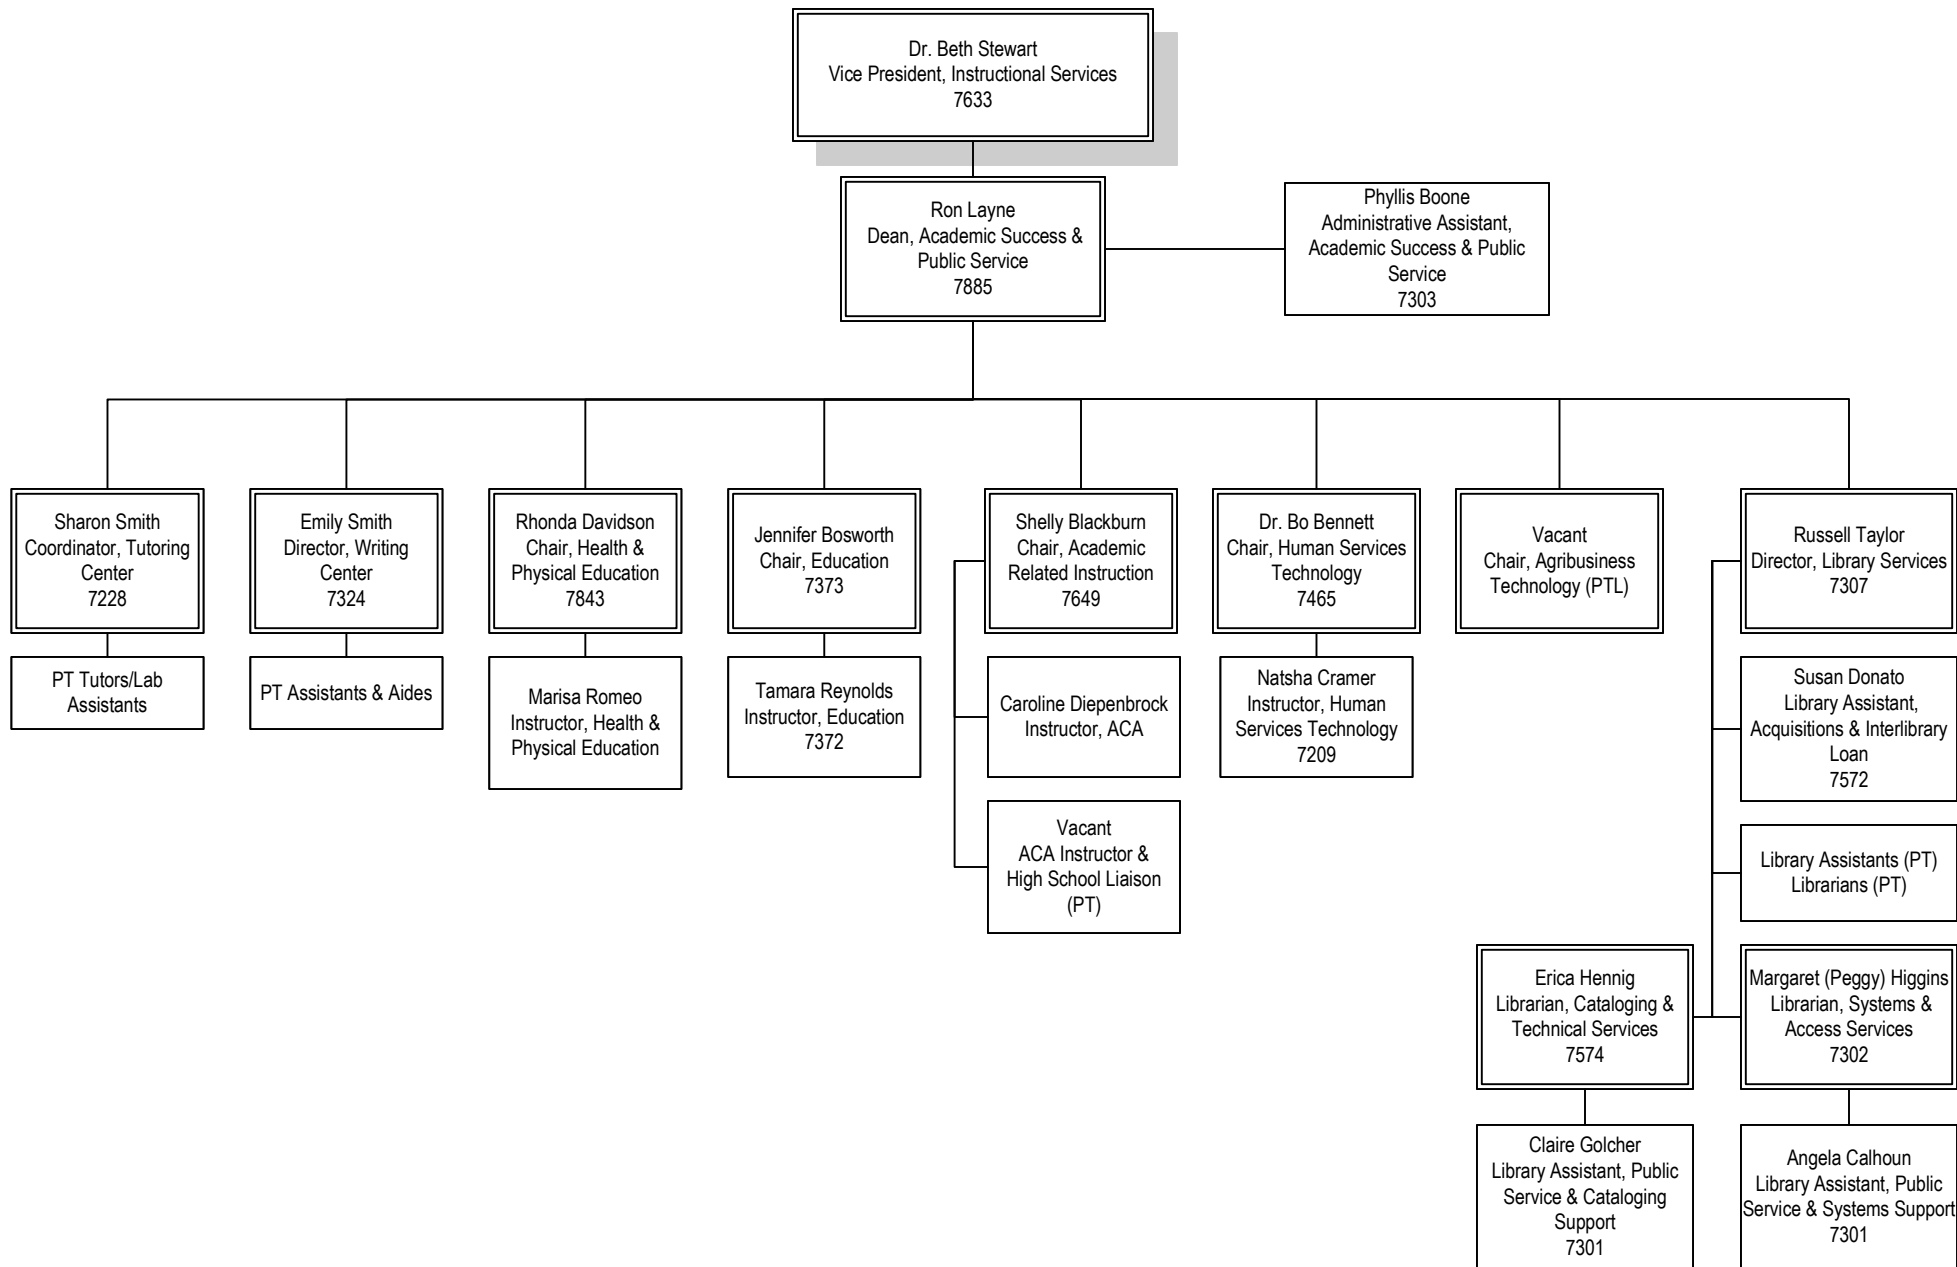 Dr. Beth Stewart
Vice President, Instructional Services
7633
Ron Layne
Dean, Academic Success &
Public Service
7885
Phyllis Boone
Administrative Assistant,
Academic Success & Public
Service
7303
Sharon Smith
Coordinator, Tutoring
Center
7228
Emily Smith
Director, Writing
Center
7324
Rhonda Davidson
Chair, Health &
Physical Education
7843
Jennifer Bosworth
Chair, Education
7373
Shelly Blackburn
Chair, Academic
Related Instruction
7649
Dr. Bo Bennett
Chair, Human Services
Technology
7465
Vacant
Chair, Agribusiness
Technology (PTL)
Russell Taylor
Director, Library Services
7307
PT Tutors/Lab
Assistants
PT Assistants & Aides
Marisa Romeo
Instructor, Health &
Physical Education
Tamara Reynolds
Instructor, Education
7372
Caroline Diepenbrock
Instructor, ACA
Natsha Cramer
Instructor, Human
Services Technology
7209
Susan Donato
Library Assistant,
Acquisitions & Interlibrary
Loan
7572
Vacant
ACA Instructor &
High School Liaison
(PT)
Library Assistants (PT)
Librarians (PT)
Erica Hennig
Librarian, Cataloging &
Technical Services
7574
Margaret (Peggy) Higgins
Librarian, Systems &
Access Services
7302
Claire Golcher
Library Assistant, Public
Service & Cataloging
Support
7301
Angela Calhoun
Library Assistant, Public
Service & Systems Support
7301